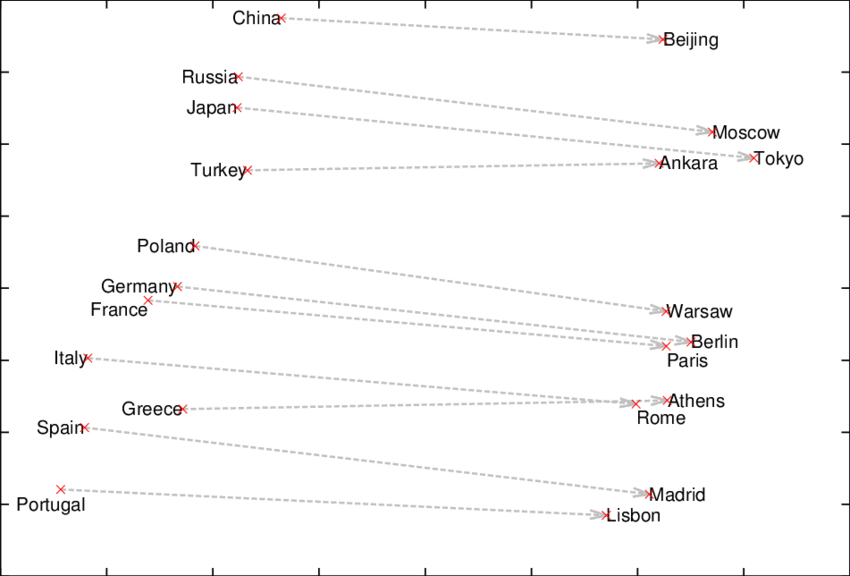 China
Beijing
Russia
Japan
Moscow
Tokyo
Turkey
Ankara
Poland
Germany
France
Warsaw
Berlin
Paris
Italy
Greece
Athens
Rome
Spain
Portugal
Madrid
Lisbon